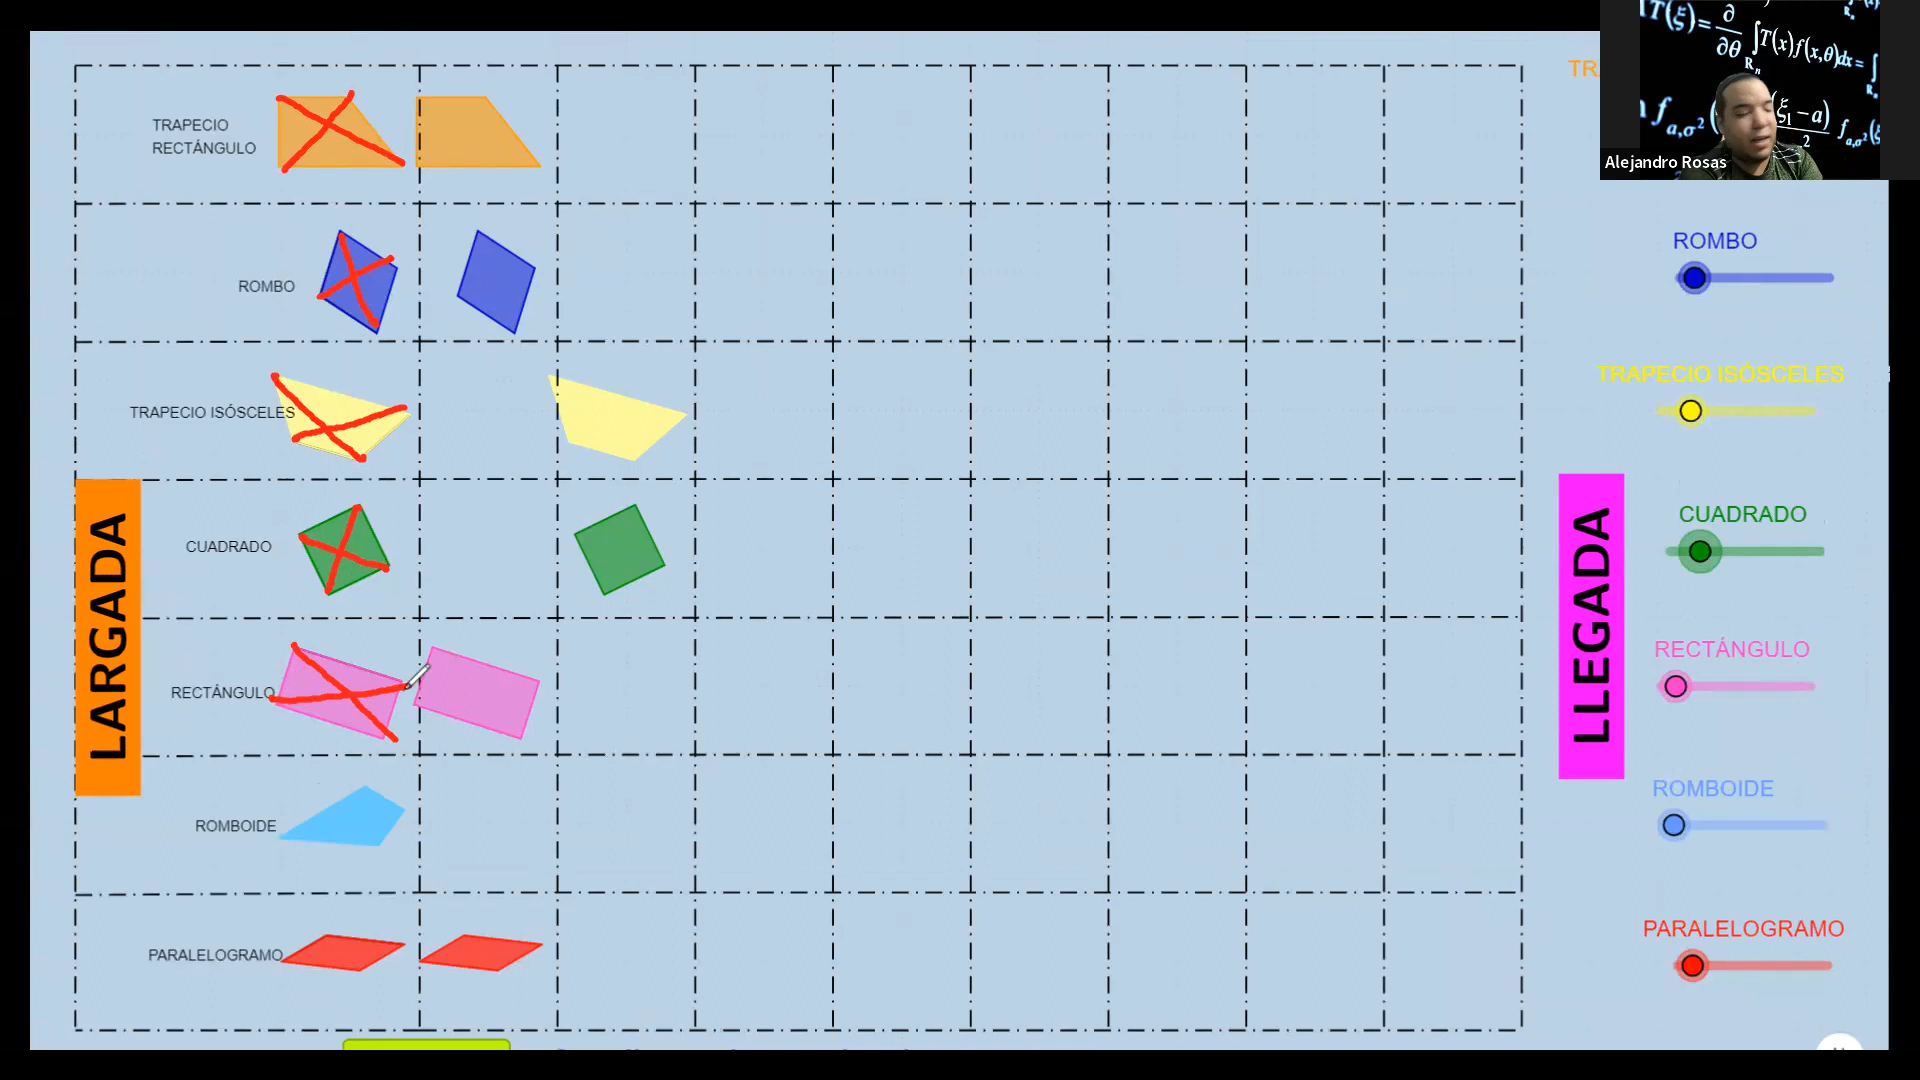 TRAPECIO
RECTÁNGULO
ROMBO
TRAPECIO ISÓSCELES
CUADRADO
RECTÁNGULO
ROMBOIDE
PARALELOGRAMO
LARGADA
LLEGADA
Alejandro Rosas
ROMBO
TRAPECIO ISÓSCELES
CUADRADO
RECTÁNGULO
ROMBOIDE
PARALELOGRAMO